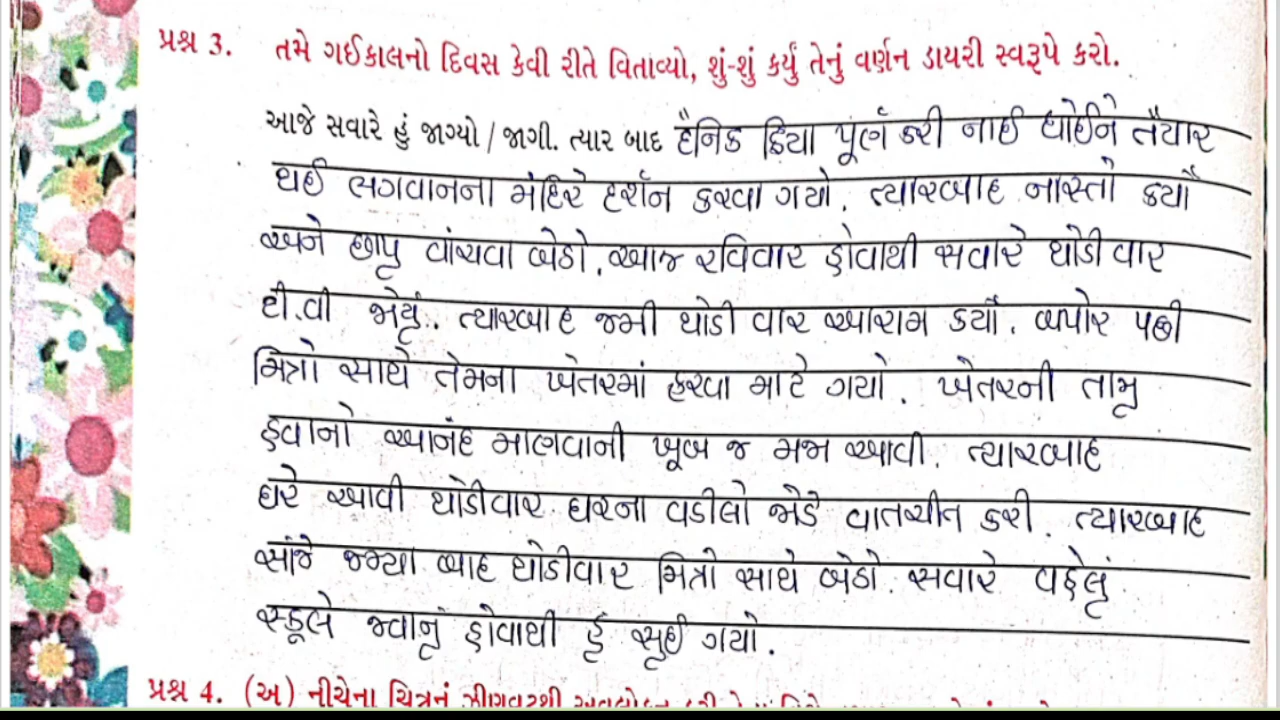 પ્રશ્ન 3. તમે ગઈકાલનો દિવસ કેવી રીતે વિતાવ્યો, શું-શું કર્યું તેનું વર્ણન ડાયરી સ્વરૂપે કરો.
આજે સવારે હું જાગ્યો / જાગી. ત્યાર બાદ દૈનિક ક્રિયા પૂર્ણ કરી નાઈ ધોઈને તૈયાર
થઈ ભગવાનના મંદિરે દર્શન કરવા ગયો. ત્યારબાદ નાસ્તો કર્યો
અને છાપુ વાંચવા બેઠો. આજ રવિવાર હોવાથી સવારે થોડી વાર
ટી.વી જોયું. ત્યારબાદ જમી થોડી વાર આરામ કર્યો. બપોર પછી
મિત્રો સાથે તેમના ખેતરમાં ફરવા માટે ગયો. ખેતરની તાજી
હવાનો આનંદ માણવાની ખૂબ જ મજા આવી. ત્યારબાદ
ઘરે આવી થોડીવાર ઘરના વડીલો જોડે વાતચીત કરી. ત્યારબાદ
સાંજે જમ્યા બાદ થોડીવાર મિત્રો સાથે બેઠો. સવારે વહેલું
સ્કૂલે જવાનું હોવાથી હું સૂઈ ગયો.
પ્રશ્ન 4. (અ) નીચેના ચિત્રનું ઝીણવટથી